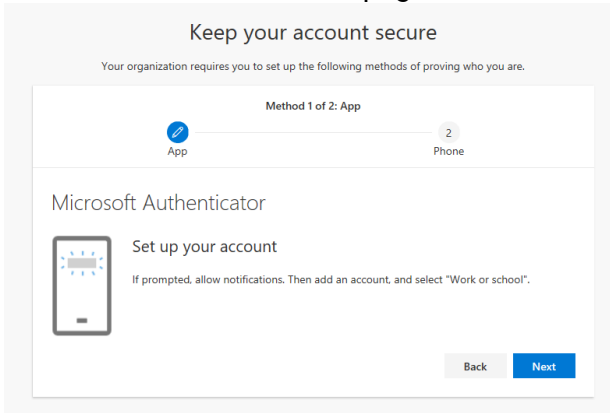 Keep your account secure
Your organization requires you to set up the following methods of proving who you are.
Method 1 of 2: App
2
App
Phone
Microsoft Authenticator
Set up your account
If prompted, allow notifications. Then add an account, and select "Work or school".
Back
Next